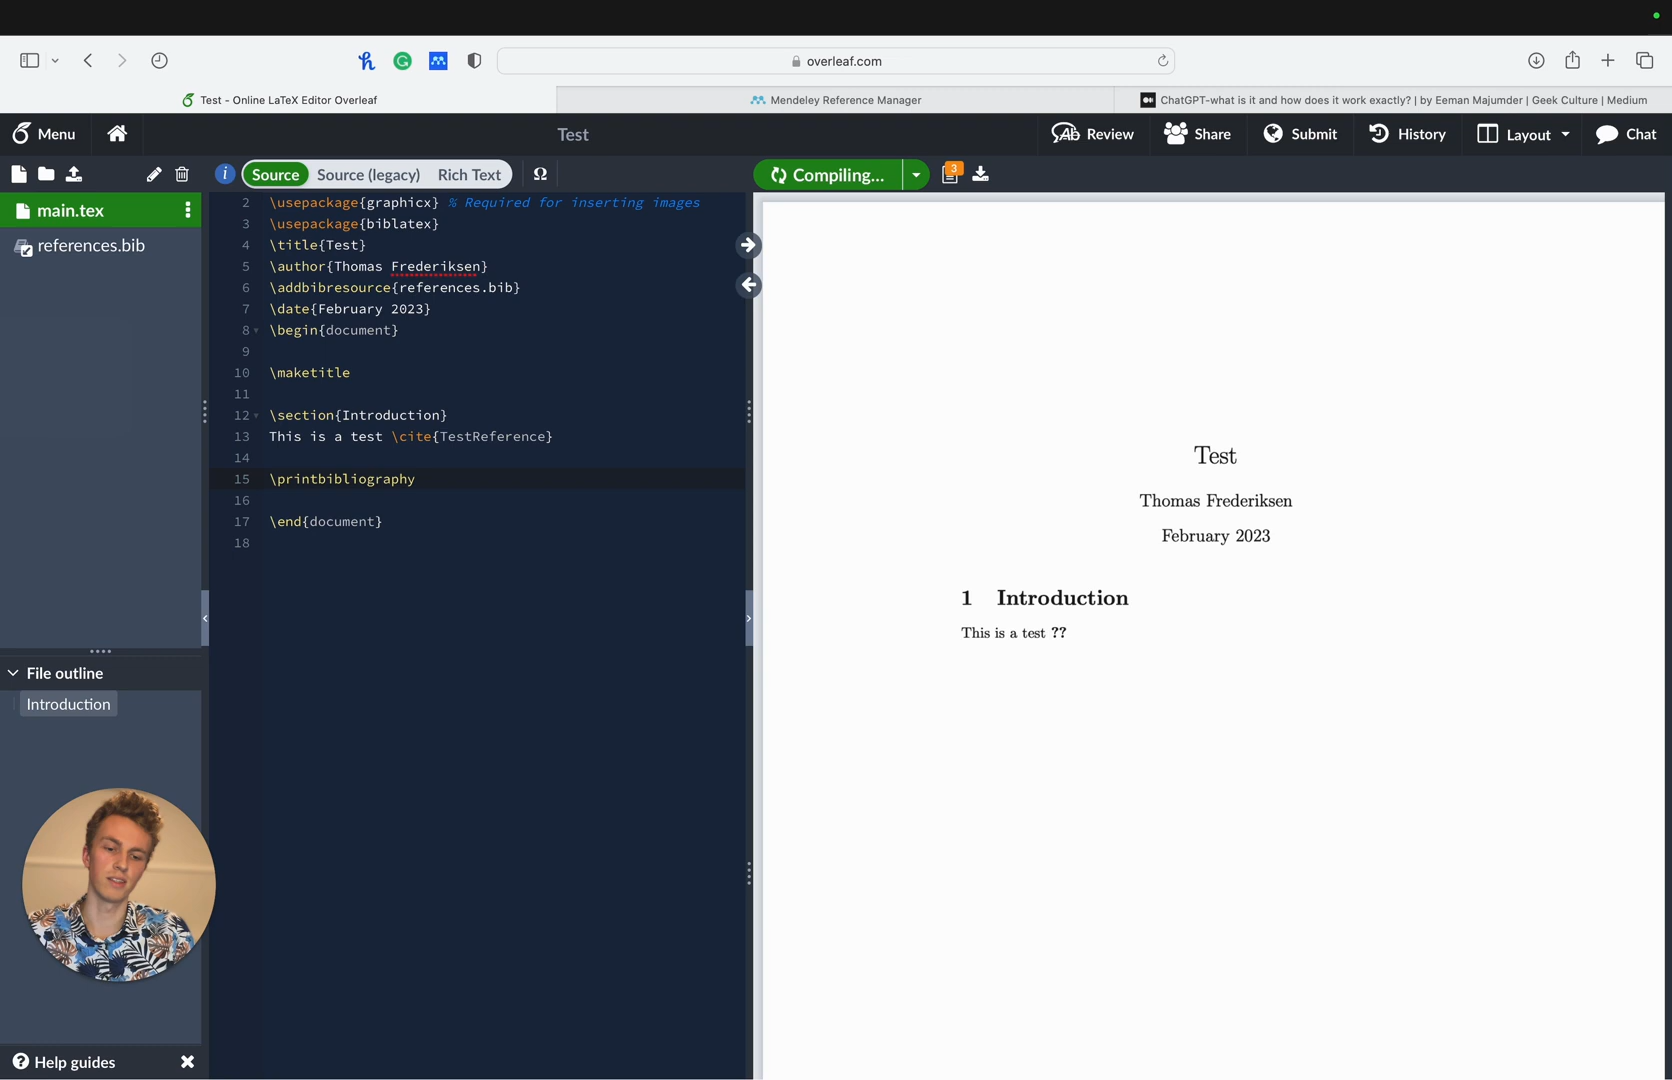 overleaf.com
Test - Online LaTeX Editor Overleaf
Mendeley Reference Manager
ChatGPT-what is it and how does it work exactly? | by Eeman Majumder | Geek Culture | Medium
Menu
Test
Review
Share
Submit
History
Layout
Chat
Source
Source (legacy)
Rich Text
Ω
Compiling...
3
main.tex
references.bib
2 \usepackage{graphicx} % Required for inserting images
3 \usepackage{biblatex}
4 \title{Test}
5 \author{Thomas Frederiksen}
6 \addbibresource{references.bib}
7 \date{February 2023}
8 \begin{document}
9
10 \maketitle
11
12 \section{Introduction}
13 This is a test \cite{TestReference}
14
15 \printbibliography
16
17 \end{document}
18
File outline
Introduction
Help guides
Test
Thomas Frederiksen
February 2023
1 Introduction
This is a test ??